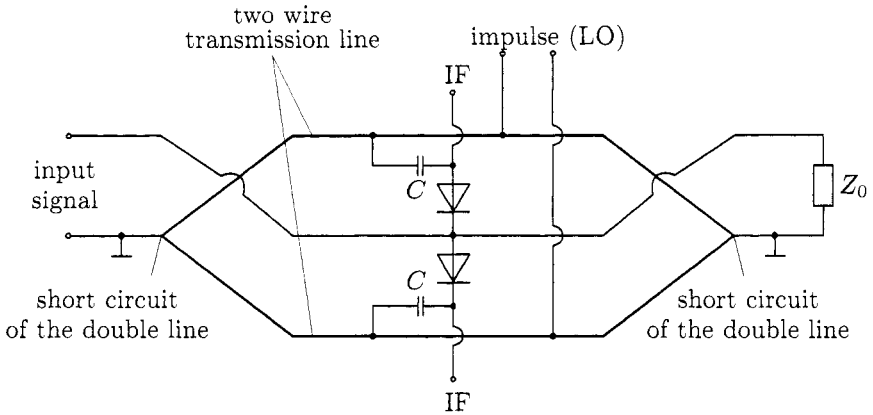 two wire
transmission line
impulse (LO)
IF
input
signal
C
Z₀
C
short circuit
of the double line
short circuit
of the double line
IF